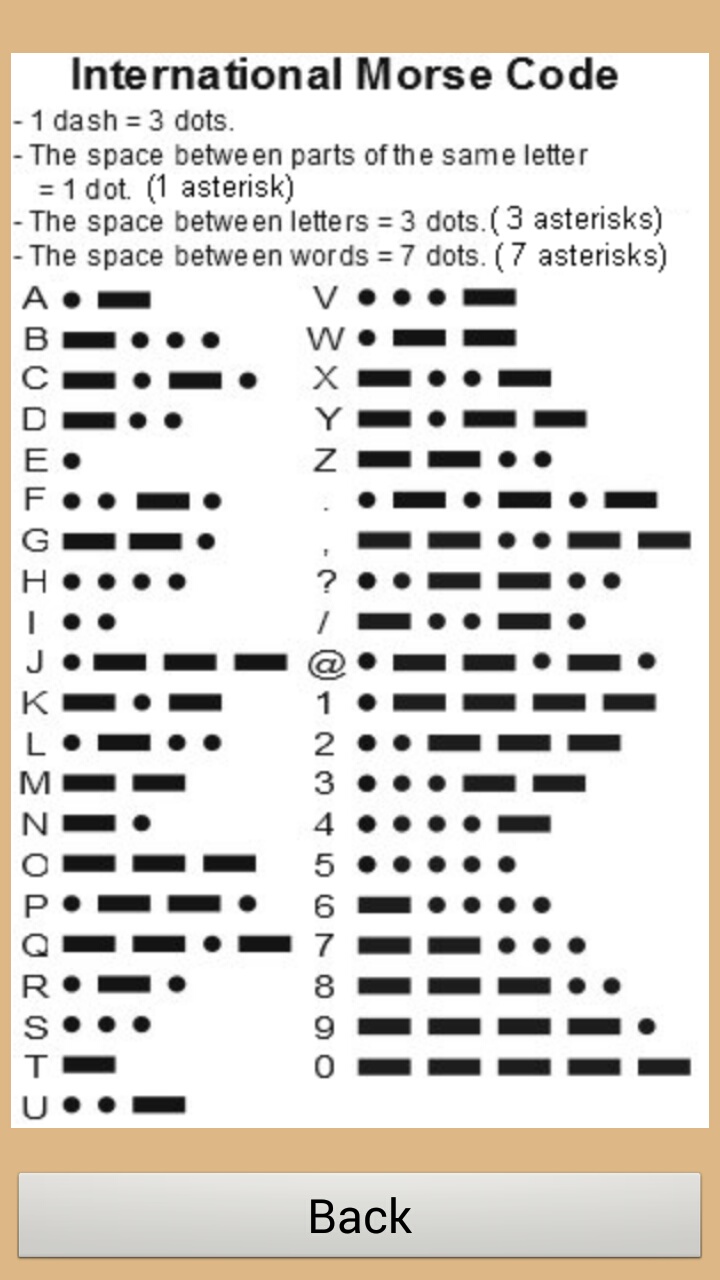 International Morse Code
- 1 dash = 3 dots.
- The space between parts of the same letter
= 1 dot. (1 asterisk)
- The space between letters = 3 dots. (3 asterisks)
- The space between words = 7 dots. (7 asterisks)
A • ▬ V • • • ▬
B ▬ • • • W • ▬ ▬
C ▬ • ▬ • X ▬ • • ▬
D ▬ • • Y ▬ • ▬ ▬
E • Z ▬ ▬ • •
F • • ▬ • . • ▬ • ▬ • ▬
G ▬ ▬ • , ▬ ▬ • • ▬ ▬
H • • • • ? • • ▬ ▬ • •
I • • / ▬ • • ▬ •
J • ▬ ▬ ▬ @ • ▬ ▬ • ▬ •
K ▬ • ▬ 1 • ▬ ▬ ▬ ▬
L • ▬ • • 2 • • ▬ ▬ ▬
M ▬ ▬ 3 • • • ▬ ▬
N ▬ • 4 • • • • ▬
O ▬ ▬ ▬ 5 • • • • •
P • ▬ ▬ • 6 ▬ • • • •
Q ▬ ▬ • ▬ 7 ▬ ▬ • • •
R • ▬ • 8 ▬ ▬ ▬ • •
S • • • 9 ▬ ▬ ▬ ▬ •
T ▬ 0 ▬ ▬ ▬ ▬ ▬
U • • ▬
Back